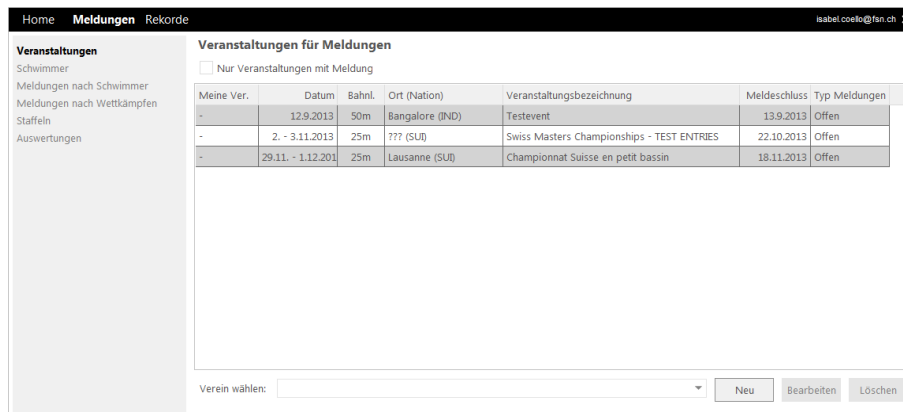 Home Meldungen Rekorde isabel.coello@fsn.ch
Veranstaltungen
Schwimmer
Meldungen nach Schwimmer
Meldungen nach Wettkämpfen
Staffeln
Auswertungen
Veranstaltungen für Meldungen
Nur Veranstaltungen mit Meldung
Meine Ver. Datum Bahnl. Ort (Nation) Veranstaltungsbezeichnung Meldeschluss Typ Meldungen
- 12.9.2013 50m Bangalore (IND) Testevent 13.9.2013 Offen
- 2. - 3.11.2013 25m ??? (SUI) Swiss Masters Championships - TEST ENTRIES 22.10.2013 Offen
- 29.11. - 1.12.201 25m Lausanne (SUI) Championnat Suisse en petit bassin 18.11.2013 Offen
Verein wählen: Neu Bearbeiten Löschen